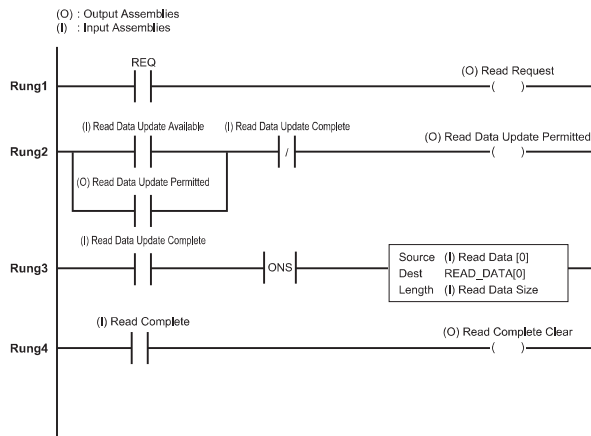 (O) : Output Assemblies
(I) : Input Assemblies
REQ
(O) Read Request
Rung1
( )
(I) Read Data Update Available
(I) Read Data Update Complete
(O) Read Data Update Permitted
Rung2
/
( )
(O) Read Data Update Permitted
(I) Read Data Update Complete
Rung3
ONS
Source (I) Read Data [0]
Dest READ_DATA[0]
Length (I) Read Data Size
(I) Read Complete
(O) Read Complete Clear
Rung4
( )